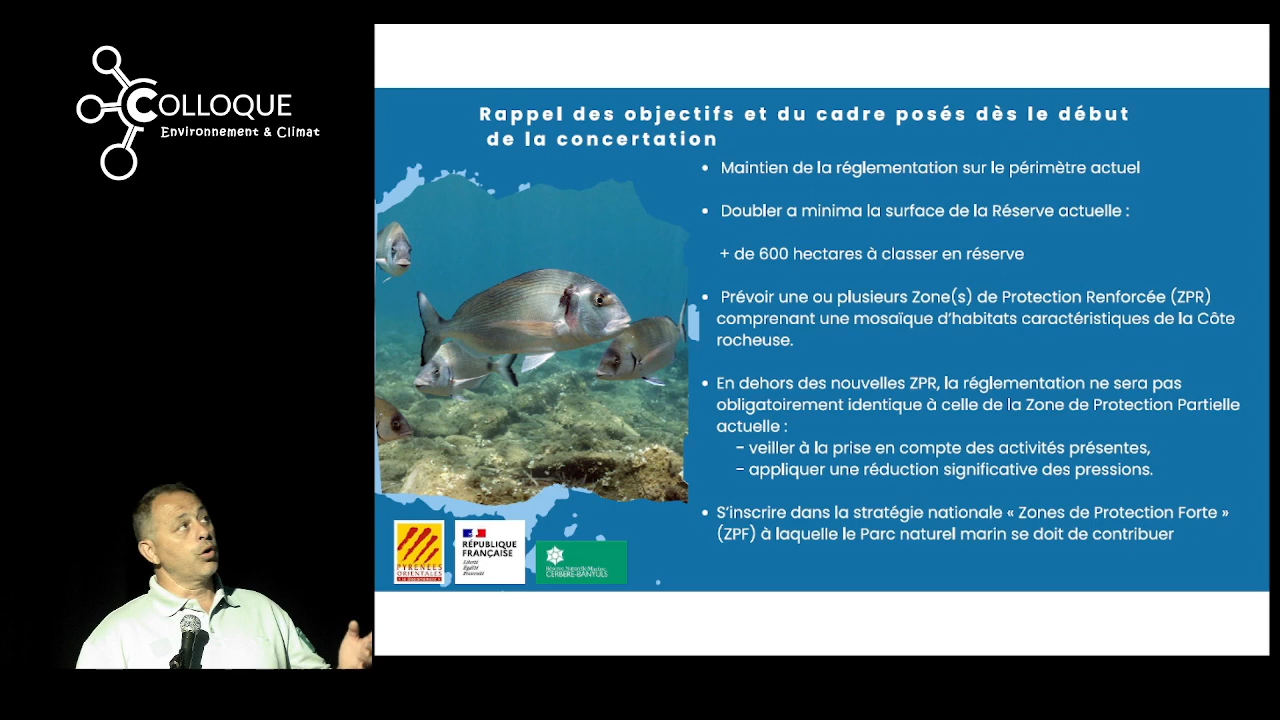 COLLOQUE
Environnement & Climat
Rappel des objectifs et du cadre posés dès le début
de la concertation
• Maintien de la réglementation sur le périmètre actuel
• Doubler a minima la surface de la Réserve actuelle :
+ de 600 hectares à classer en réserve
• Prévoir une ou plusieurs Zone(s) de Protection Renforcée (ZPR)
comprenant une mosaïque d'habitats caractéristiques de la Côte
rocheuse.
• En dehors des nouvelles ZPR, la réglementation ne sera pas
obligatoirement identique à celle de la Zone de Protection Partielle
actuelle :
- veiller à la prise en compte des activités présentes,
- appliquer une réduction significative des pressions.
• S'inscrire dans la stratégie nationale « Zones de Protection Forte »
(ZPF) à laquelle le Parc naturel marin se doit de contribuer
PYRÉNÉES
ORIENTALES
RÉPUBLIQUE
FRANÇAISE
Liberté
Égalité
Fraternité
Réserve Naturelle Marine
CERBÈRE-BANYULS